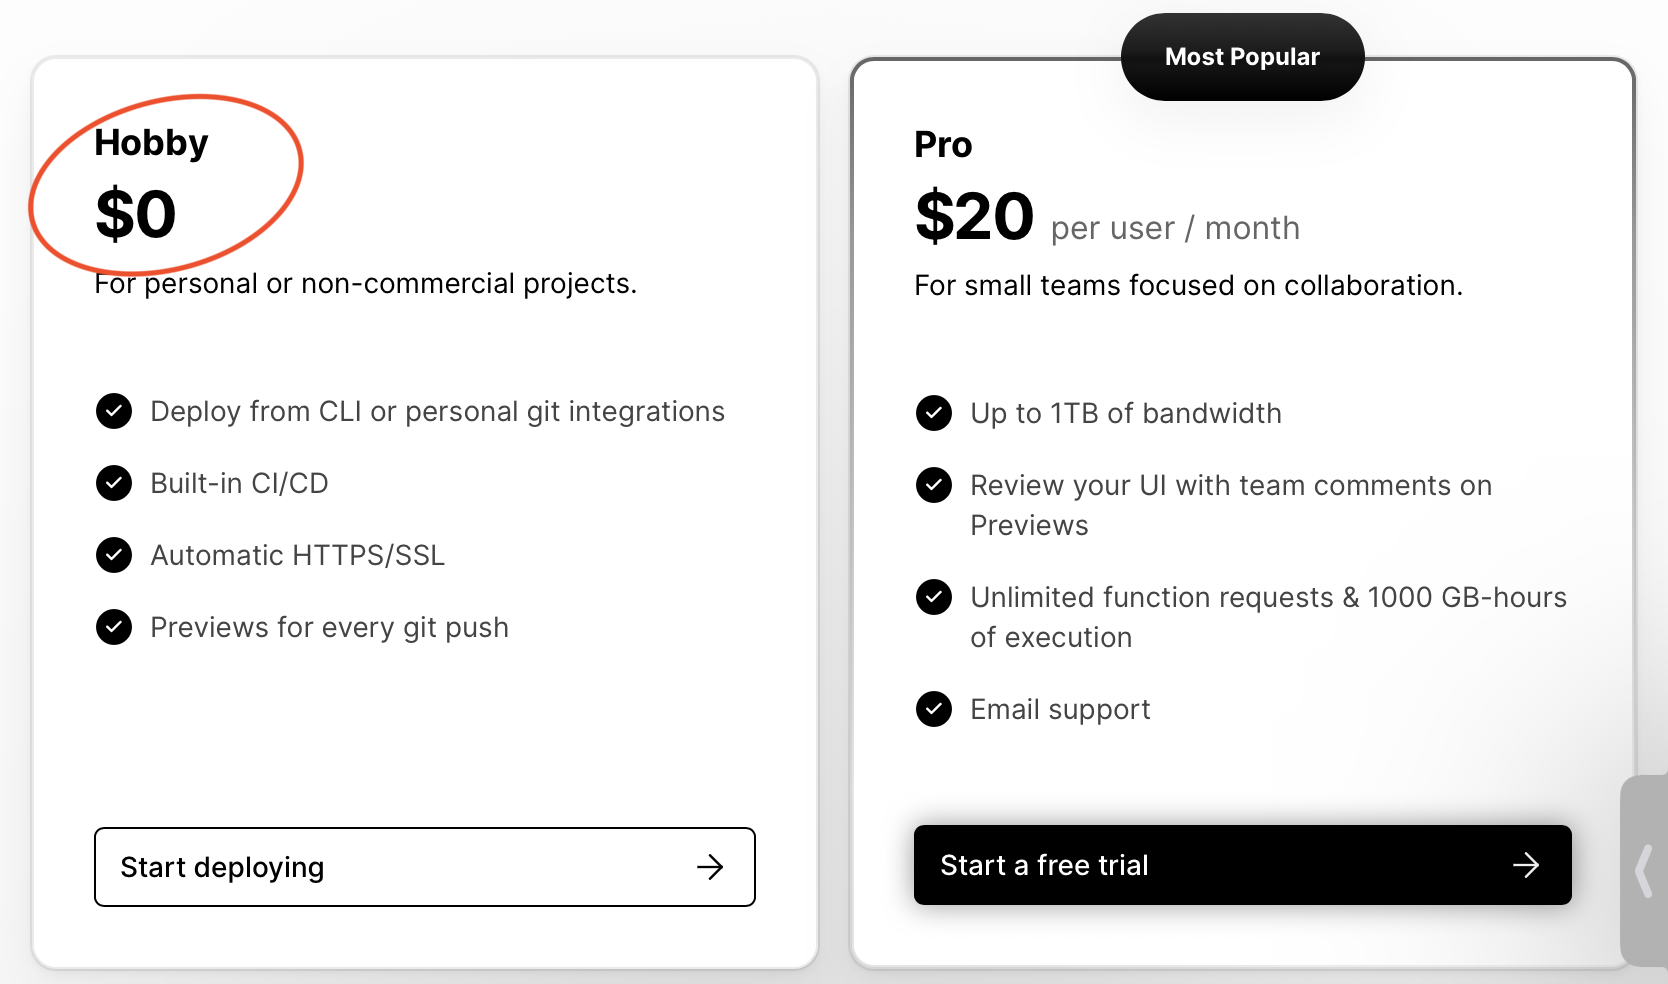 Hobby
$0
For personal or non-commercial projects.
Deploy from CLI or personal git integrations
Built-in CI/CD
Automatic HTTPS/SSL
Previews for every git push
Start deploying
Most Popular
Pro
$20 per user / month
For small teams focused on collaboration.
Up to 1TB of bandwidth
Review your UI with team comments on
Previews
Unlimited function requests & 1000 GB-hours
of execution
Email support
Start a free trial